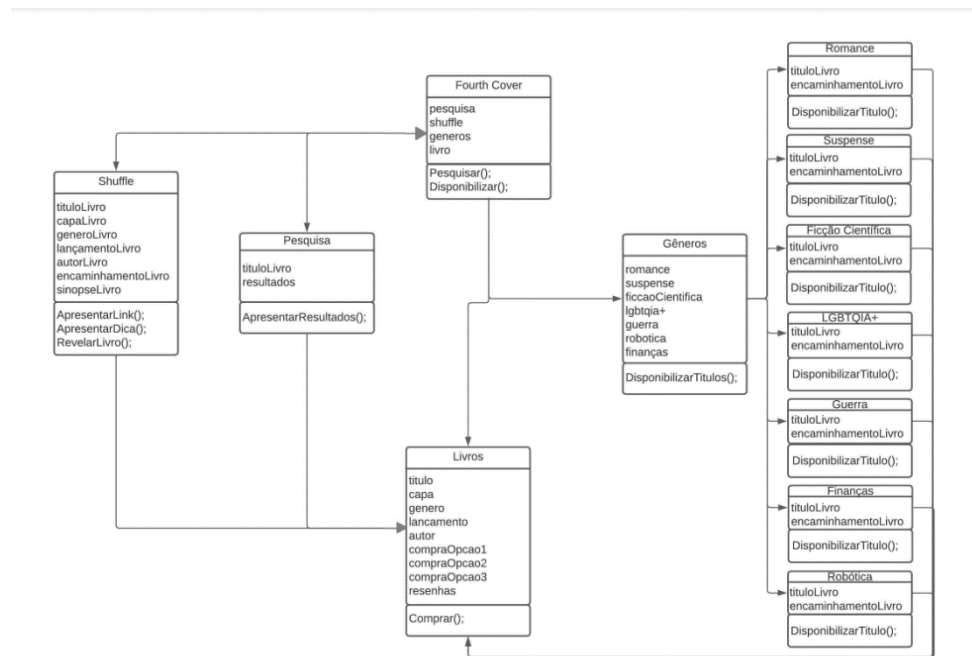 Fourth Cover
pesquisa
shuffle
generos
livro
Pesquisar();
Disponibilizar();
Shuffle
tituloLivro
capaLivro
generoLivro
lançamentoLivro
autorLivro
encaminhamentoLivro
sinopseLivro
ApresentarLink();
ApresentarDica();
RevelarLivro();
Pesquisa
tituloLivro
resultados
ApresentarResultados();
Livros
titulo
capa
genero
lancamento
autor
compraOpcao1
compraOpcao2
compraOpcao3
resenhas
Comprar();
Gêneros
romance
suspense
ficcaoCientifica
lgbtqia+
guerra
robotica
finanças
DisponibilizarTitulos();
Romance
tituloLivro
encaminhamentoLivro
DisponibilizarTitulo();
Suspense
tituloLivro
encaminhamentoLivro
DisponibilizarTitulo();
Ficção Científica
tituloLivro
encaminhamentoLivro
DisponibilizarTitulo();
LGBTQIA+
tituloLivro
encaminhamentoLivro
DisponibilizarTitulo();
Guerra
tituloLivro
encaminhamentoLivro
DisponibilizarTitulo();
Finanças
tituloLivro
encaminhamentoLivro
DisponibilizarTitulo();
Robótica
tituloLivro
encaminhamentoLivro
DisponibilizarTitulo();